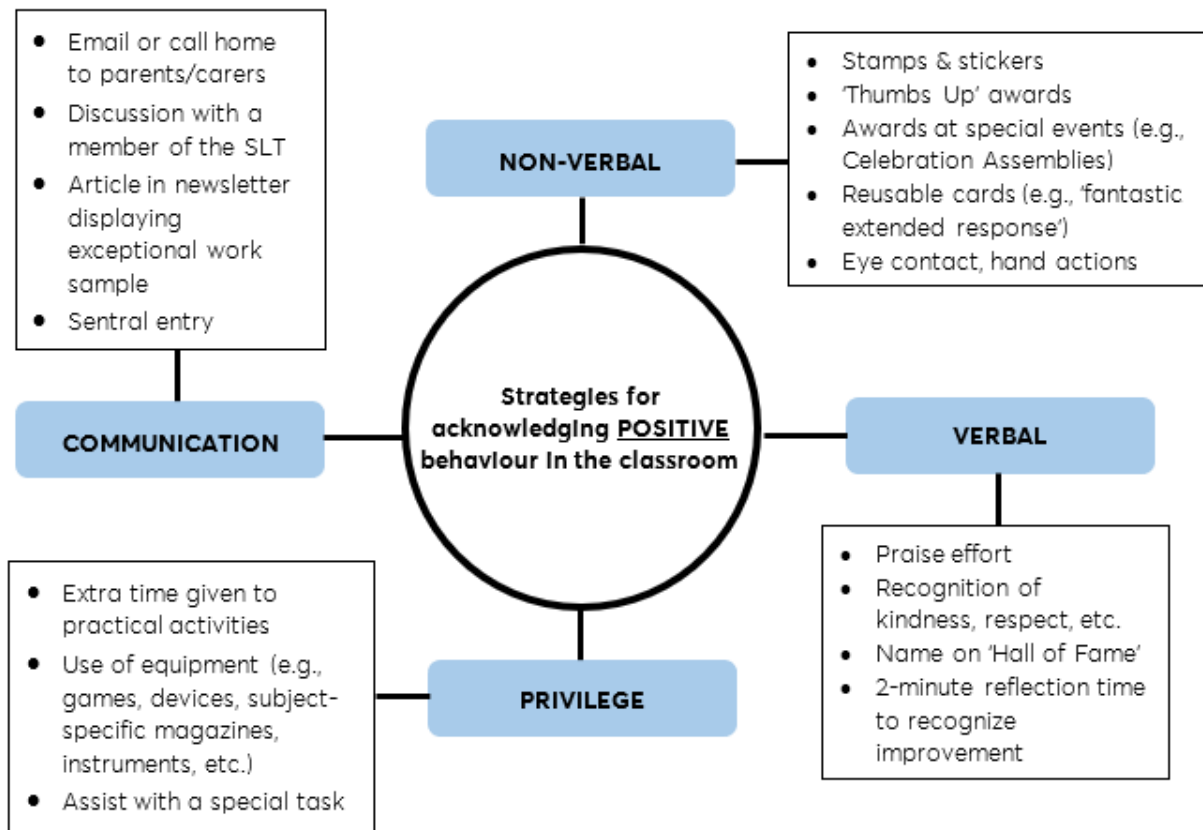 • Email or call home
to parents/carers
• Discussion with a
member of the SLT
• Article in newsletter
displaying
exceptional work
sample
• Sentral entry
COMMUNICATION
NON-VERBAL
• Stamps & stickers
• 'Thumbs Up' awards
• Awards at special events (e.g.,
Celebration Assemblies)
• Reusable cards (e.g., 'fantastic
extended response')
• Eye contact, hand actions
Strategies for
acknowledging POSITIVE
behaviour in the classroom
VERBAL
• Praise effort
• Recognition of
kindness, respect, etc.
• Name on 'Hall of Fame'
• 2-minute reflection time
to recognize
improvement
• Extra time given to
practical activities
• Use of equipment (e.g.,
games, devices, subject-
specific magazines,
instruments, etc.)
• Assist with a special task
PRIVILEGE